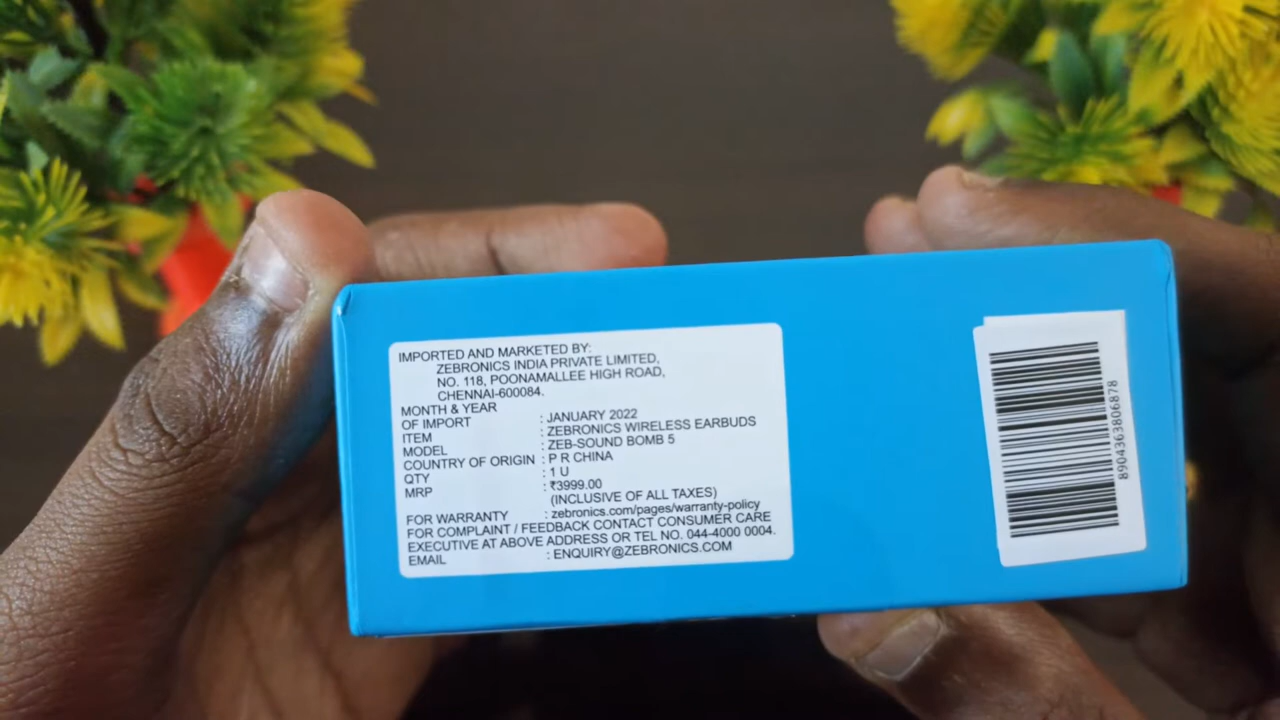 IMPORTED AND MARKETED BY:
ZEBRONICS INDIA PRIVATE LIMITED,
NO. 118, POONAMALLEE HIGH ROAD,
CHENNAI-600084.
MONTH & YEAR
OF IMPORT : JANUARY 2022
ITEM : ZEBRONICS WIRELESS EARBUDS
MODEL : ZEB-SOUND BOMB 5
COUNTRY OF ORIGIN : P R CHINA
QTY : 1 U
MRP : ₹3999.00
(INCLUSIVE OF ALL TAXES)
FOR WARRANTY : zebronics.com/pages/warranty-policy
FOR COMPLAINT / FEEDBACK CONTACT CONSUMER CARE
EXECUTIVE AT ABOVE ADDRESS OR TEL NO. 044-4000 0004.
EMAIL : ENQUIRY@ZEBRONICS.COM
8904363806878